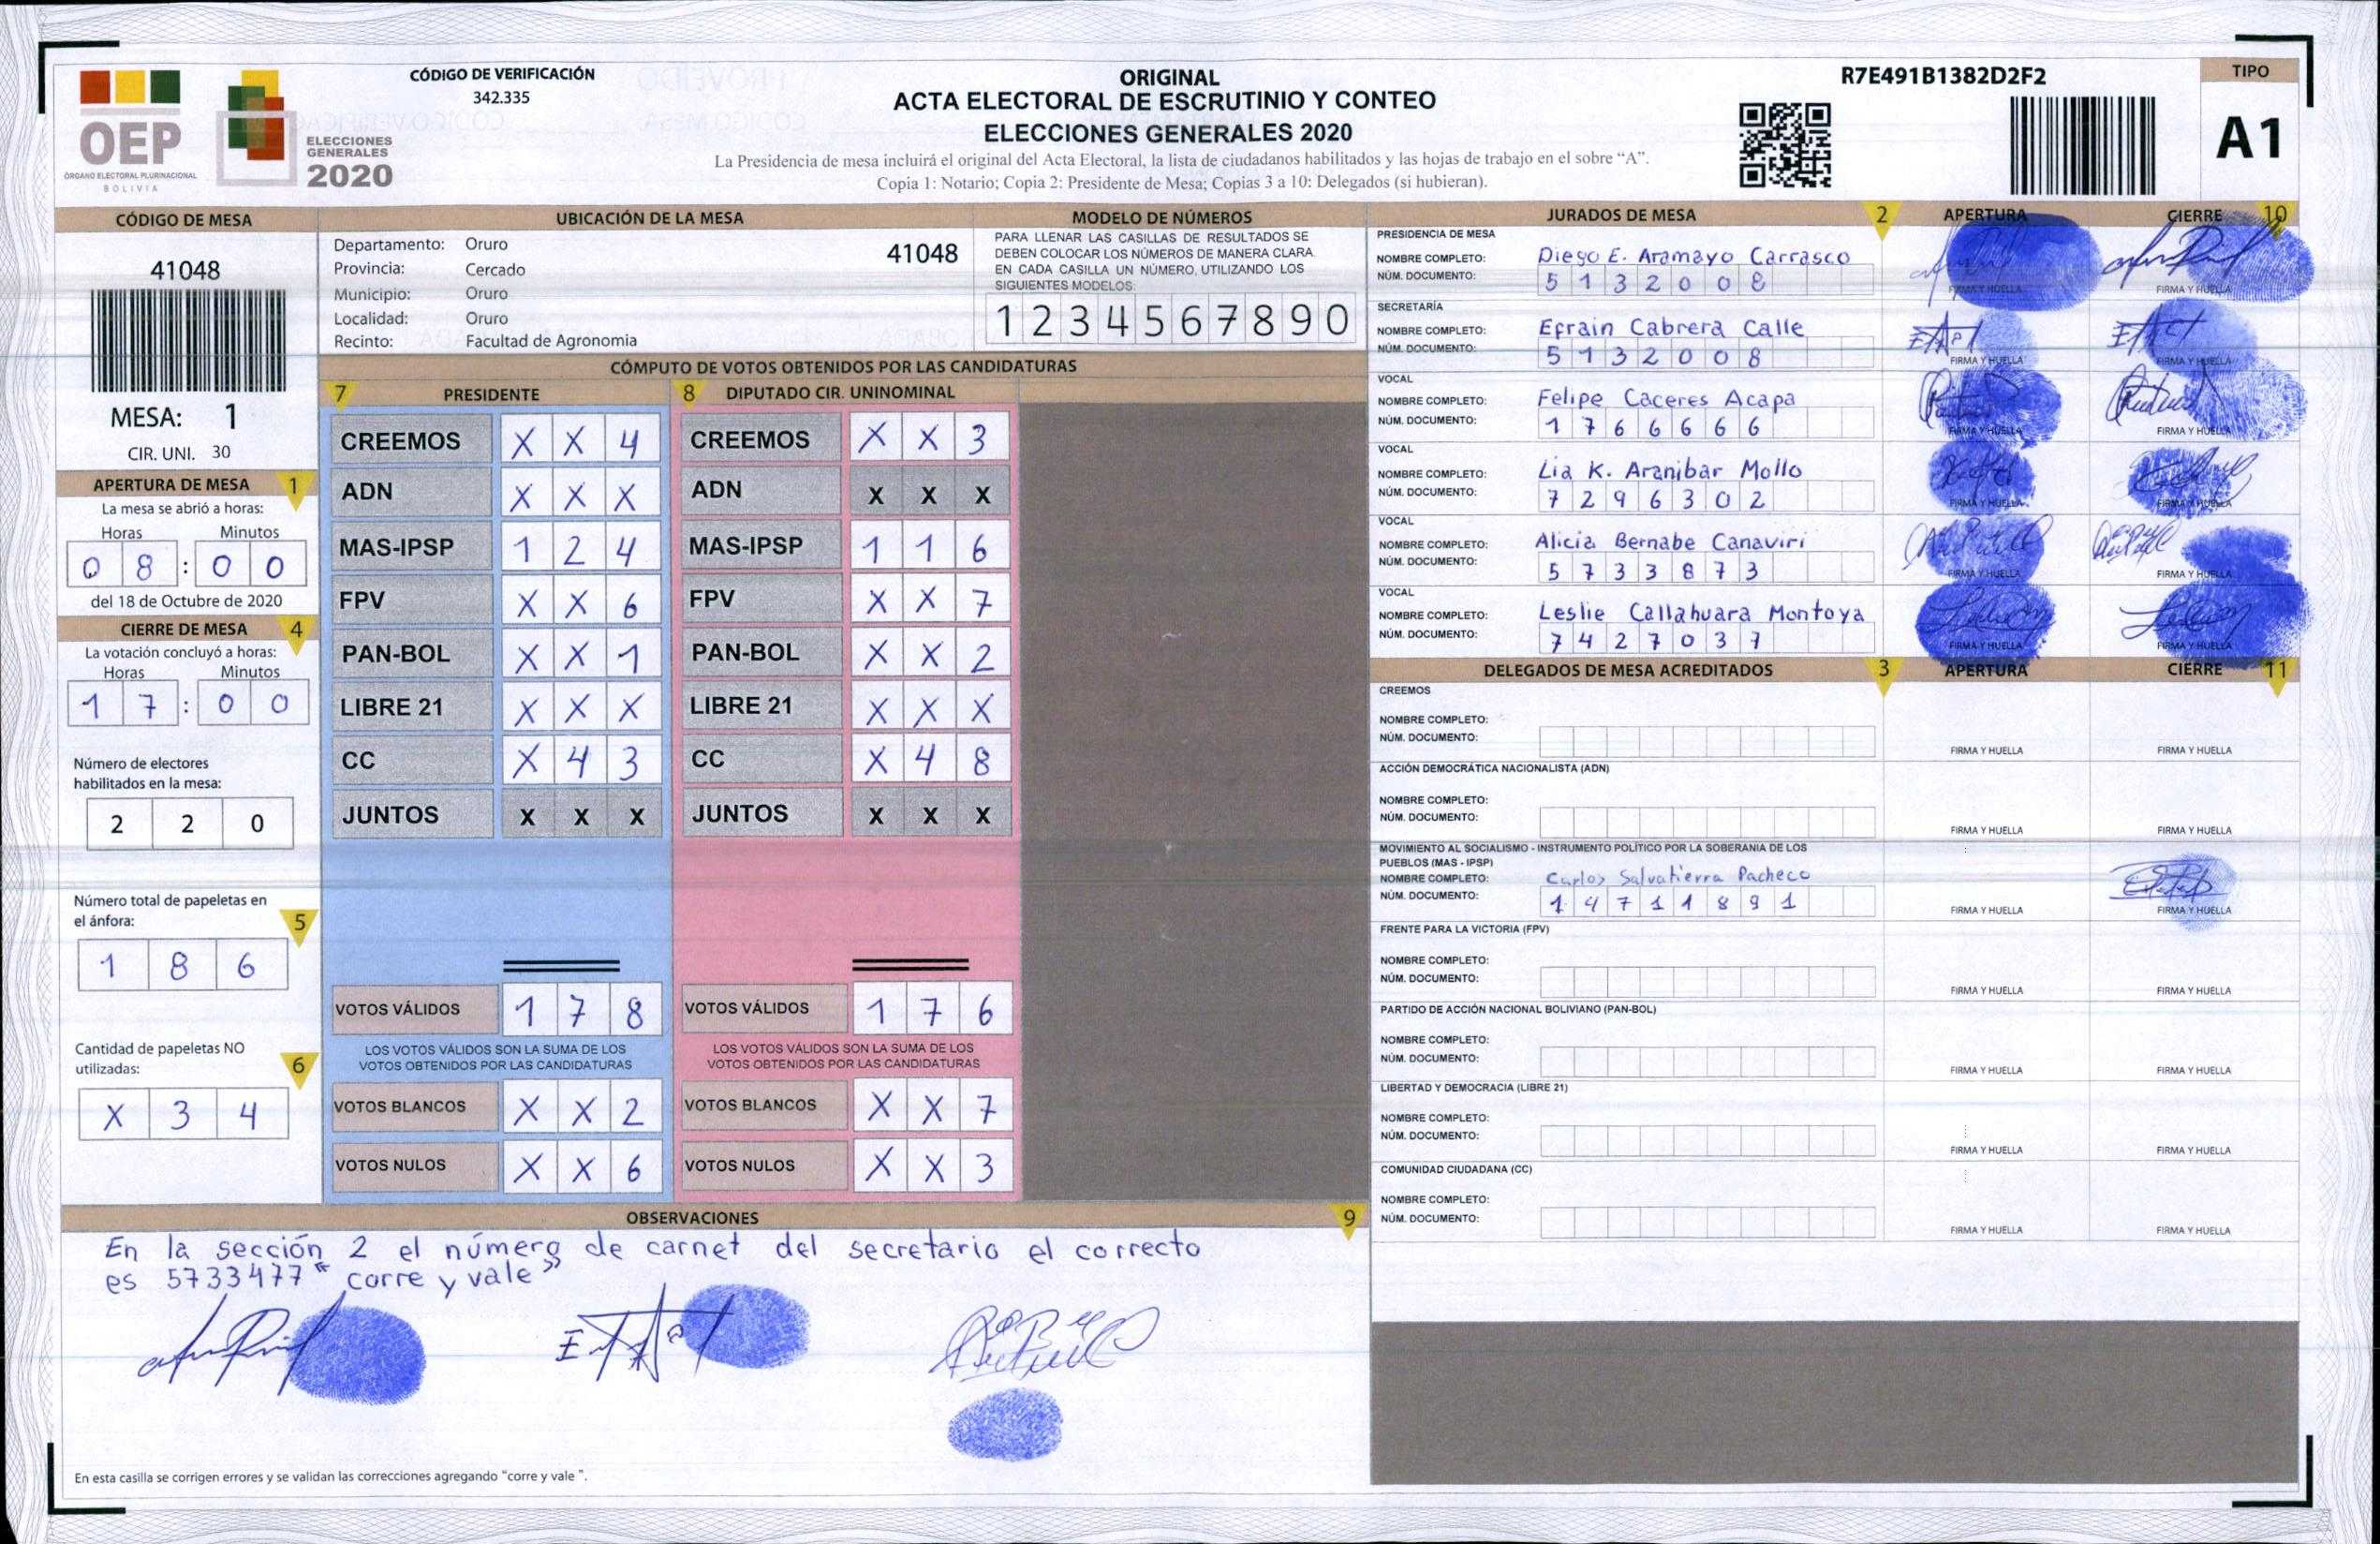 OEP
ÓRGANO ELECTORAL PLURINACIONAL
BOLIVIA
ELECCIONES
GENERALES
2020
CÓDIGO DE VERIFICACIÓN
342.335
ORIGINAL
ACTA ELECTORAL DE ESCRUTINIO Y CONTEO
ELECCIONES GENERALES 2020
La Presidencia de mesa incluirá el original del Acta Electoral, la lista de ciudadanos habilitados y las hojas de trabajo en el sobre “A”.
Copia 1: Notario; Copia 2: Presidente de Mesa; Copias 3 a 10: Delegados (si hubieran).
R7E491B1382D2F2
TIPO
A1
CÓDIGO DE MESA
41048
MESA: 1
CIR. UNI. 30
APERTURA DE MESA 1
La mesa se abrió a horas:
Horas Minutos
0 8 : 0 0
del 18 de Octubre de 2020
CIERRE DE MESA 4
La votación concluyó a horas:
Horas Minutos
1 7 : 0 0
Número de electores
habilitados en la mesa:
2 2 0
Número total de papeletas en
el ánfora: 5
1 8 6
Cantidad de papeletas NO
utilizadas: 6
X 3 4
UBICACIÓN DE LA MESA
Departamento: Oruro 41048
Provincia: Cercado
Municipio: Oruro
Localidad: Oruro
Recinto: Facultad de Agronomia
MODELO DE NÚMEROS
PARA LLENAR LAS CASILLAS DE RESULTADOS SE
DEBEN COLOCAR LOS NÚMEROS DE MANERA CLARA.
EN CADA CASILLA UN NÚMERO, UTILIZANDO LOS
SIGUIENTES MODELOS:
1 2 3 4 5 6 7 8 9 0
CÓMPUTO DE VOTOS OBTENIDOS POR LAS CANDIDATURAS
7 PRESIDENTE
CREEMOS X X 4
ADN X X X
MAS-IPSP 1 2 4
FPV X X 6
PAN-BOL X X 1
LIBRE 21 X X X
CC X 4 3
JUNTOS X X X
VOTOS VÁLIDOS 1 7 8
LOS VOTOS VÁLIDOS SON LA SUMA DE LOS
VOTOS OBTENIDOS POR LAS CANDIDATURAS
VOTOS BLANCOS X X 2
VOTOS NULOS X X 6
8 DIPUTADO CIR. UNINOMINAL
CREEMOS X X 3
ADN X X X
MAS-IPSP 1 1 6
FPV X X 7
PAN-BOL X X 2
LIBRE 21 X X X
CC X 4 8
JUNTOS X X X
VOTOS VÁLIDOS 1 7 6
LOS VOTOS VÁLIDOS SON LA SUMA DE LOS
VOTOS OBTENIDOS POR LAS CANDIDATURAS
VOTOS BLANCOS X X 7
VOTOS NULOS X X 3
JURADOS DE MESA 2 APERTURA CIERRE 10
PRESIDENCIA DE MESA
NOMBRE COMPLETO: Diego E. Aramayo Carrasco
NÚM. DOCUMENTO: 5 1 3 2 0 0 8
FIRMA Y HUELLA FIRMA Y HUELLA
SECRETARÍA
NOMBRE COMPLETO: Efrain Cabrera Calle
NÚM. DOCUMENTO: 5 1 3 2 0 0 8
FIRMA Y HUELLA FIRMA Y HUELLA
VOCAL
NOMBRE COMPLETO: Felipe Caceres Acapa
NÚM. DOCUMENTO: 1 7 6 6 6 6 6
FIRMA Y HUELLA FIRMA Y HUELLA
VOCAL
NOMBRE COMPLETO: Lia K. Aranibar Mollo
NÚM. DOCUMENTO: 7 2 9 6 3 0 2
FIRMA Y HUELLA FIRMA Y HUELLA
VOCAL
NOMBRE COMPLETO: Alicia Bernabe Canaviri
NÚM. DOCUMENTO: 5 7 3 3 8 7 3
FIRMA Y HUELLA FIRMA Y HUELLA
VOCAL
NOMBRE COMPLETO: Leslie Callahuara Montoya
NÚM. DOCUMENTO: 7 4 2 7 0 3 7
FIRMA Y HUELLA FIRMA Y HUELLA
DELEGADOS DE MESA ACREDITADOS 3 APERTURA CIERRE 11
CREEMOS
NOMBRE COMPLETO:
NÚM. DOCUMENTO:
FIRMA Y HUELLA FIRMA Y HUELLA
ACCIÓN DEMOCRÁTICA NACIONALISTA (ADN)
NOMBRE COMPLETO:
NÚM. DOCUMENTO:
FIRMA Y HUELLA FIRMA Y HUELLA
MOVIMIENTO AL SOCIALISMO - INSTRUMENTO POLÍTICO POR LA SOBERANIA DE LOS
PUEBLOS (MAS - IPSP)
NOMBRE COMPLETO: Carlos Salvatierra Pacheco
NÚM. DOCUMENTO: 1 4 7 1 1 8 9 1
FIRMA Y HUELLA FIRMA Y HUELLA
FRENTE PARA LA VICTORIA (FPV)
NOMBRE COMPLETO:
NÚM. DOCUMENTO:
FIRMA Y HUELLA FIRMA Y HUELLA
PARTIDO DE ACCIÓN NACIONAL BOLIVIANO (PAN-BOL)
NOMBRE COMPLETO:
NÚM. DOCUMENTO:
FIRMA Y HUELLA FIRMA Y HUELLA
LIBERTAD Y DEMOCRACIA (LIBRE 21)
NOMBRE COMPLETO:
NÚM. DOCUMENTO:
FIRMA Y HUELLA FIRMA Y HUELLA
COMUNIDAD CIUDADANA (CC)
NOMBRE COMPLETO:
NÚM. DOCUMENTO:
FIRMA Y HUELLA FIRMA Y HUELLA
OBSERVACIONES 9
En la sección 2 el número de carnet del secretario el correcto
es 5733477 “corre y vale”
En esta casilla se corrigen errores y se validan las correcciones agregando “corre y vale ”.